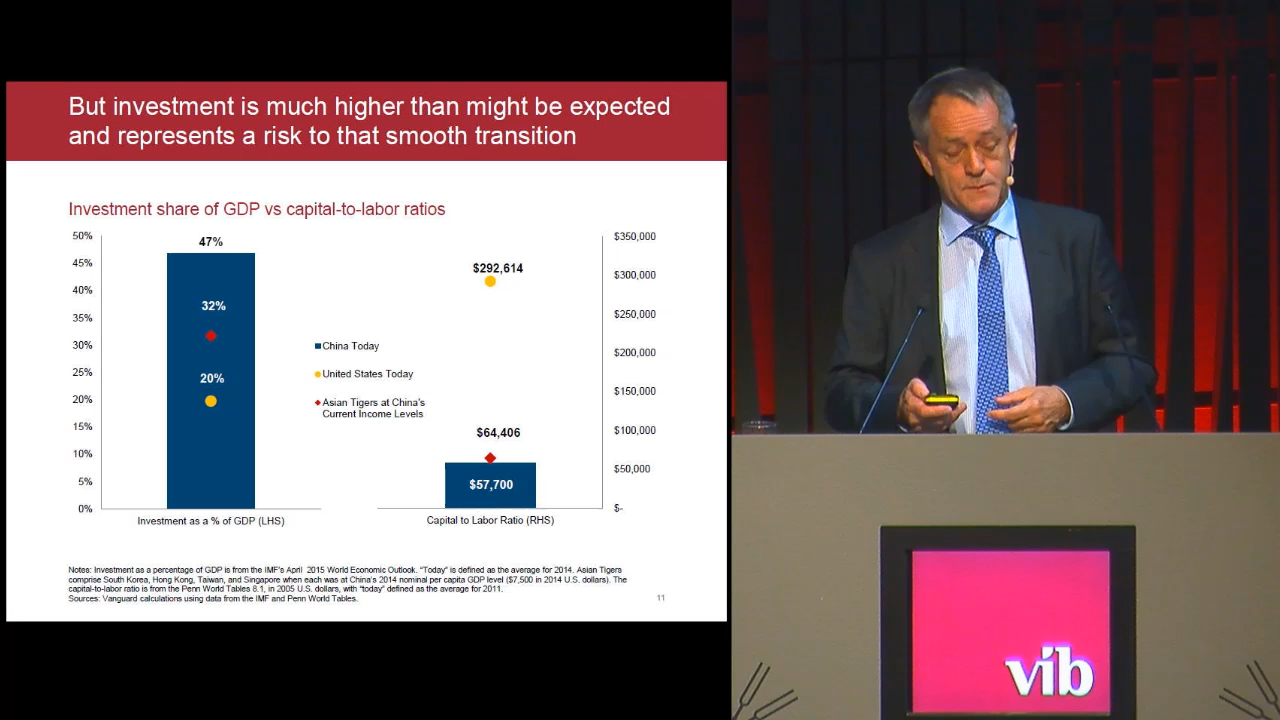 But investment is much higher than might be expected
and represents a risk to that smooth transition
Investment share of GDP vs capital-to-labor ratios
50%
45%
40%
35%
30%
25%
20%
15%
10%
5%
0%
47%
32%
20%
Investment as a % of GDP (LHS)
China Today
United States Today
Asian Tigers at China's
Current Income Levels
$292,614
$64,406
$57,700
Capital to Labor Ratio (RHS)
$350,000
$300,000
$250,000
$200,000
$150,000
$100,000
$50,000
$-
Notes: Investment as a percentage of GDP is from the IMF's April 2015 World Economic Outlook. "Today" is defined as the average for 2014. Asian Tigers
comprise South Korea, Hong Kong, Taiwan, and Singapore when each was at China's 2014 nominal per capita GDP level ($7,500 in 2014 U.S. dollars). The
capital-to-labor ratio is from the Penn World Tables 8.1, in 2005 U.S. dollars, with "today" defined as the average for 2011.
Sources: Vanguard calculations using data from the IMF and Penn World Tables.
11
vib